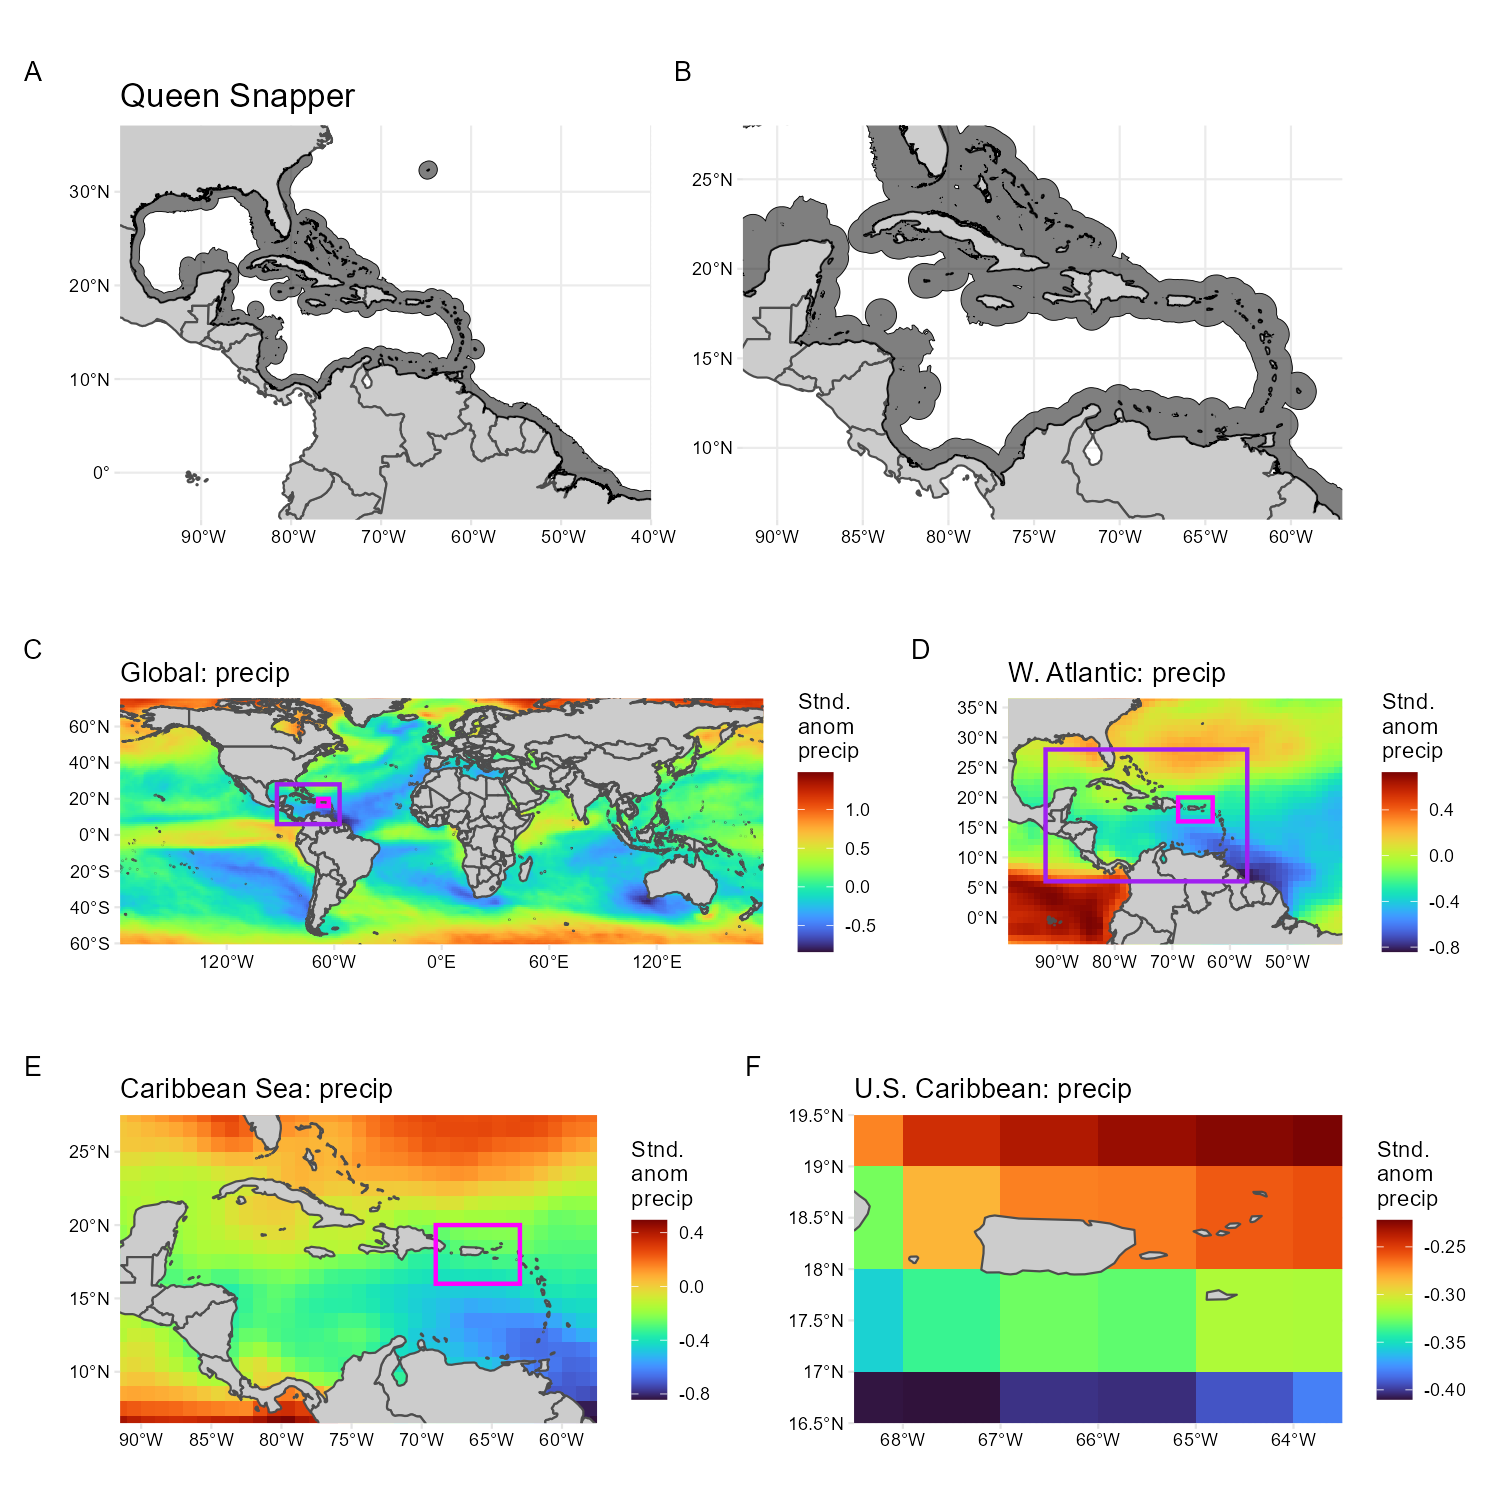 A
B
Queen Snapper
30°N
20°N
10°N
0°
90°W 80°W 70°W 60°W 50°W 40°W
25°N
20°N
15°N
10°N
90°W 85°W 80°W 75°W 70°W 65°W 60°W
C
Global: precip
60°N
40°N
20°N
0°N
20°S
40°S
60°S
120°W 60°W 0°E 60°E 120°E
Stnd.
anom
precip
1.0
0.5
0.0
-0.5
D
W. Atlantic: precip
35°N
30°N
25°N
20°N
15°N
10°N
5°N
0°N
90°W 80°W 70°W 60°W 50°W
Stnd.
anom
precip
0.4
0.0
-0.4
-0.8
E
Caribbean Sea: precip
25°N
20°N
15°N
10°N
90°W 85°W 80°W 75°W 70°W 65°W 60°W
Stnd.
anom
precip
0.4
0.0
-0.4
-0.8
F
U.S. Caribbean: precip
19.5°N
19°N
18.5°N
18°N
17.5°N
17°N
16.5°N
68°W 67°W 66°W 65°W 64°W
Stnd.
anom
precip
-0.25
-0.30
-0.35
-0.40